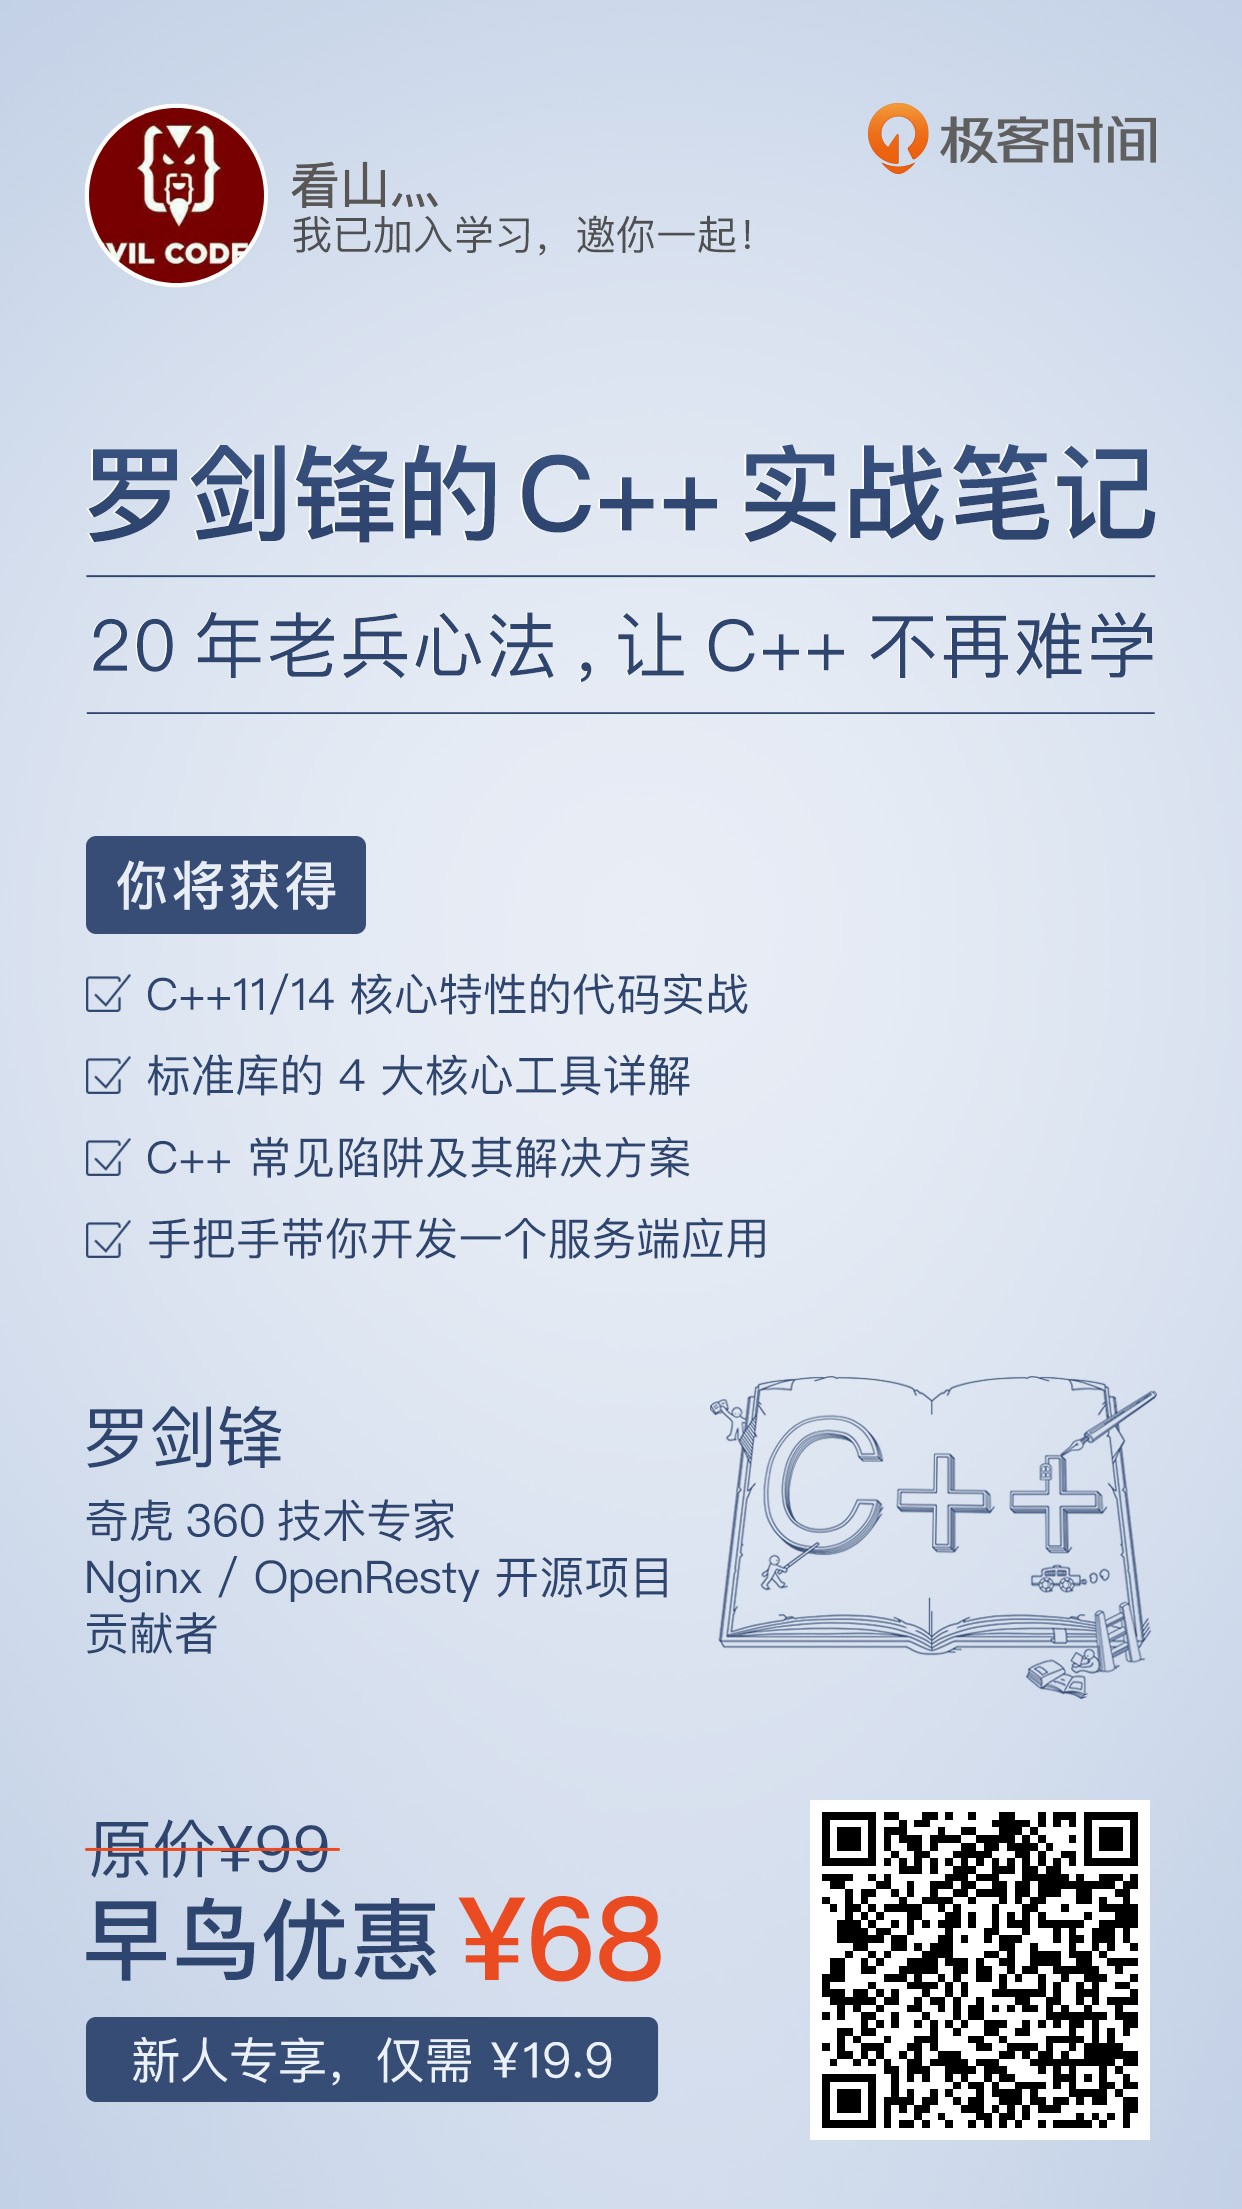 VIL CODE
看山灬
我已加入学习，邀你一起！
极客时间
罗剑锋的 C++ 实战笔记
20 年老兵心法 , 让 C++ 不再难学
你将获得
C++11/14 核心特性的代码实战
标准库的 4 大核心工具详解
C++ 常见陷阱及其解决方案
手把手带你开发一个服务端应用
罗剑锋
奇虎 360 技术专家
Nginx / OpenResty 开源项目
贡献者
C++
原价¥99
早鸟优惠 ¥68
新人专享，仅需 ¥19.9